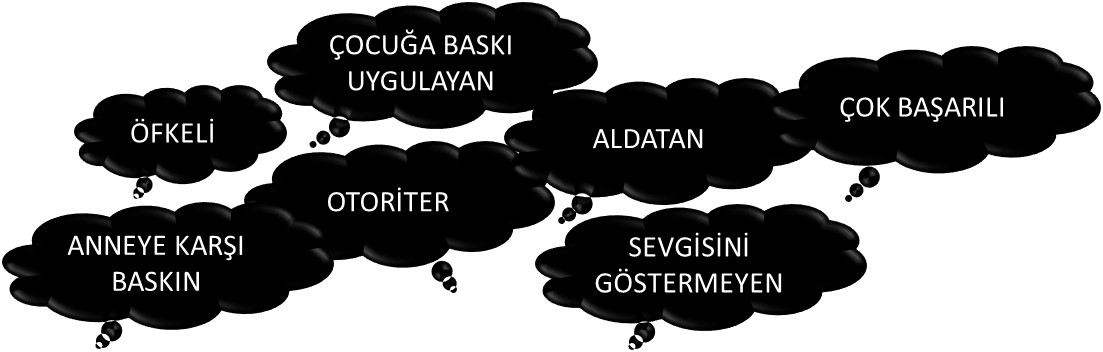 ÇOCUĞA BASKI
UYGULAYAN
ÇOK BAŞARILI
ÖFKELİ
ALDATAN
OTORİTER
ANNEYE KARŞI
BASKIN
SEVGİSİNİ
GÖSTERMEYEN